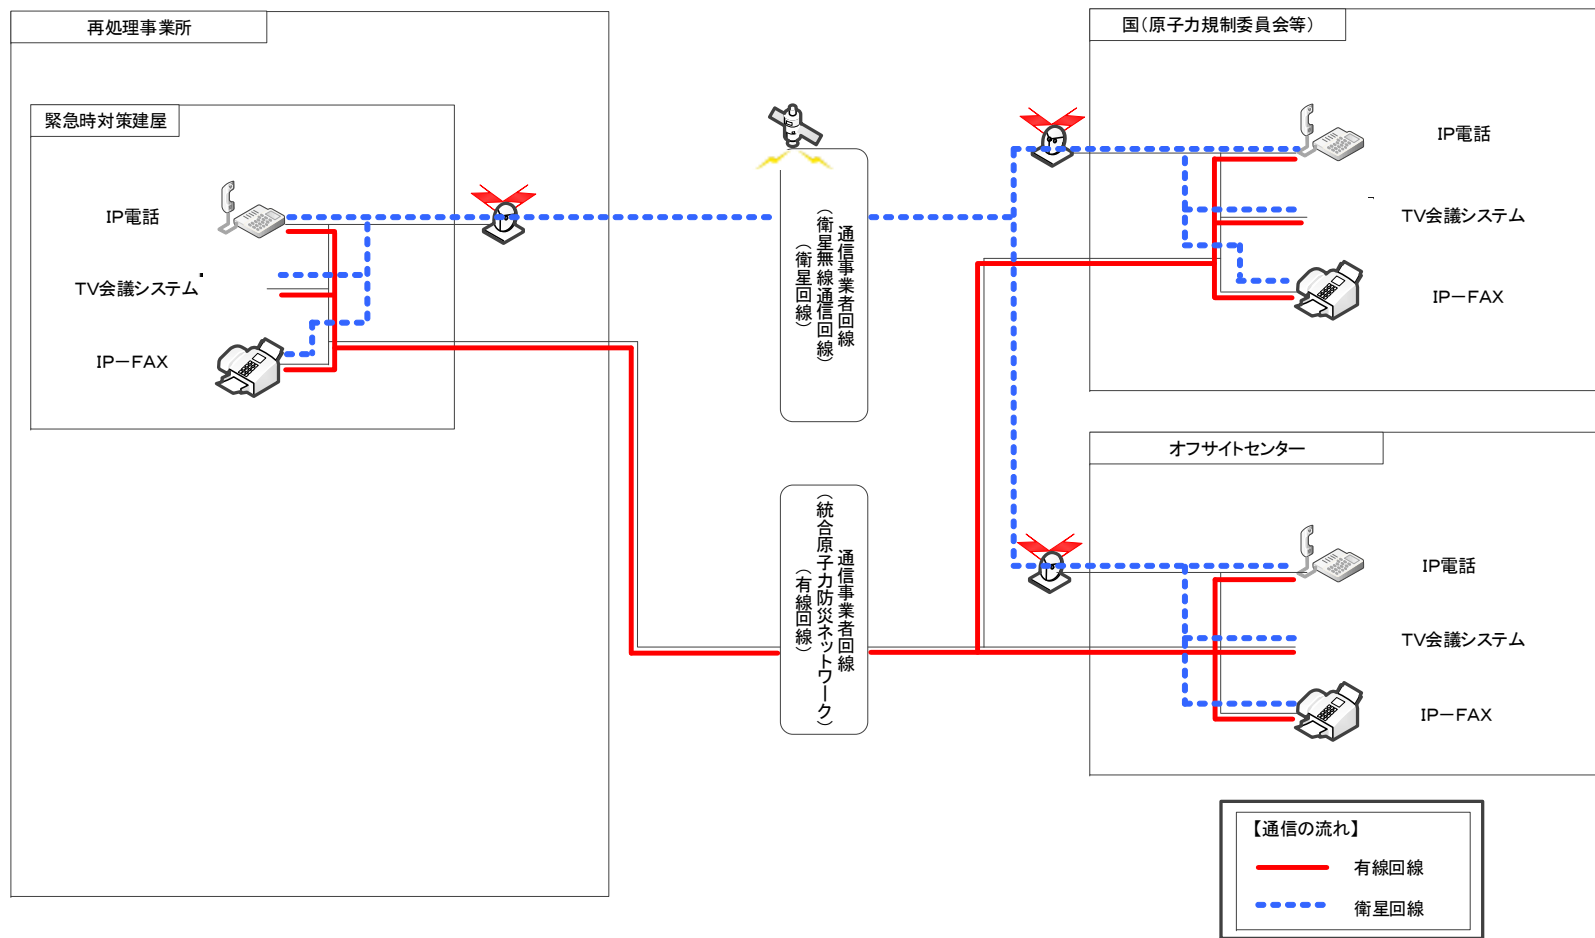 再処理事業所
緊急時対策建屋
IP電話
TV会議システム
IP－FAX
通信事業者回線
（衛星無線通信回線）
（衛星回線）
通信事業者回線
（統合原子力防災ネットワーク）
（有線回線）
国（原子力規制委員会等）
IP電話
TV会議システム
IP－FAX
オフサイトセンター
IP電話
TV会議システム
IP－FAX
【通信の流れ】
有線回線
衛星回線